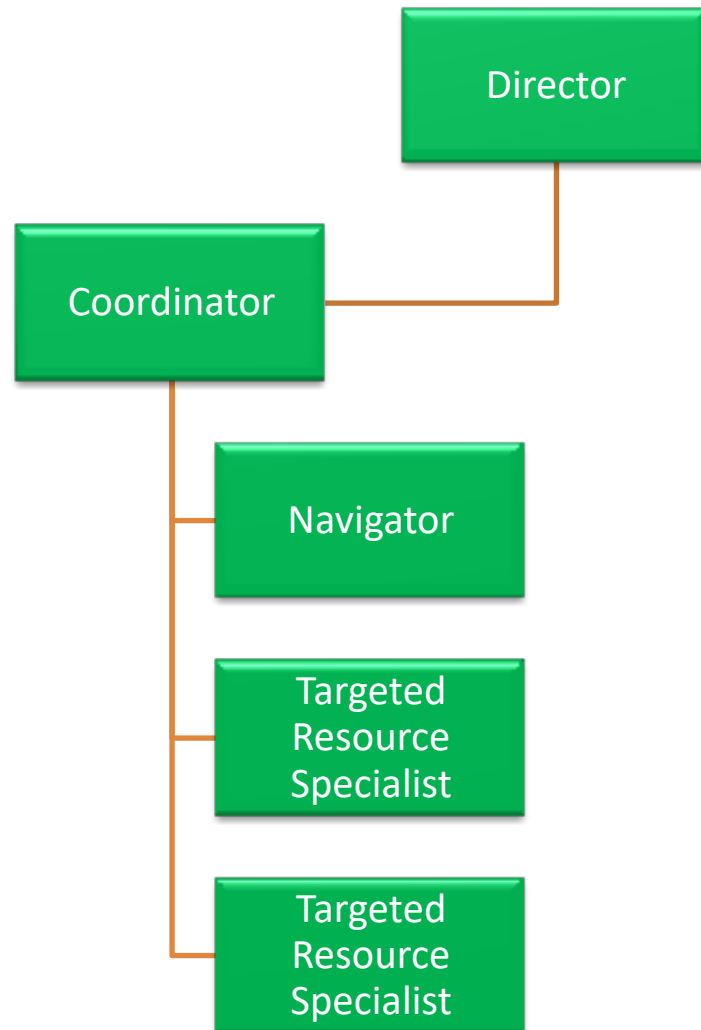 Director
Coordinator
Navigator
Targeted
Resource
Specialist
Targeted
Resource
Specialist